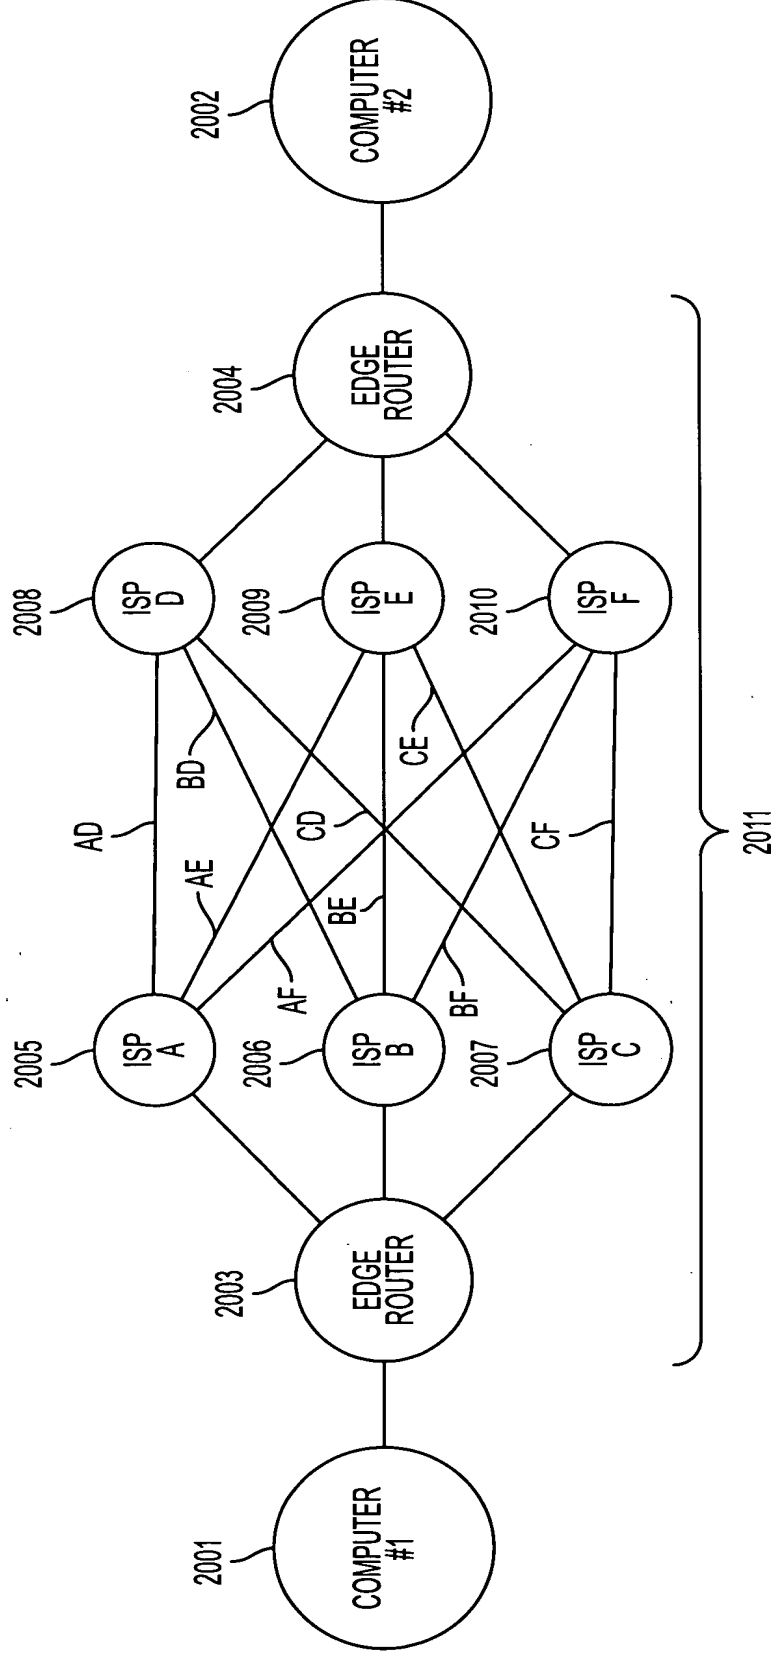 2001
COMPUTER
#1
2003
EDGE
ROUTER
2005
ISP
A
2006
ISP
B
2007
ISP
C
AD
AE
BD
AF
CD
BE
CE
BF
CF
2008
ISP
D
2009
ISP
E
2010
ISP
F
2004
EDGE
ROUTER
2002
COMPUTER
#2
2011